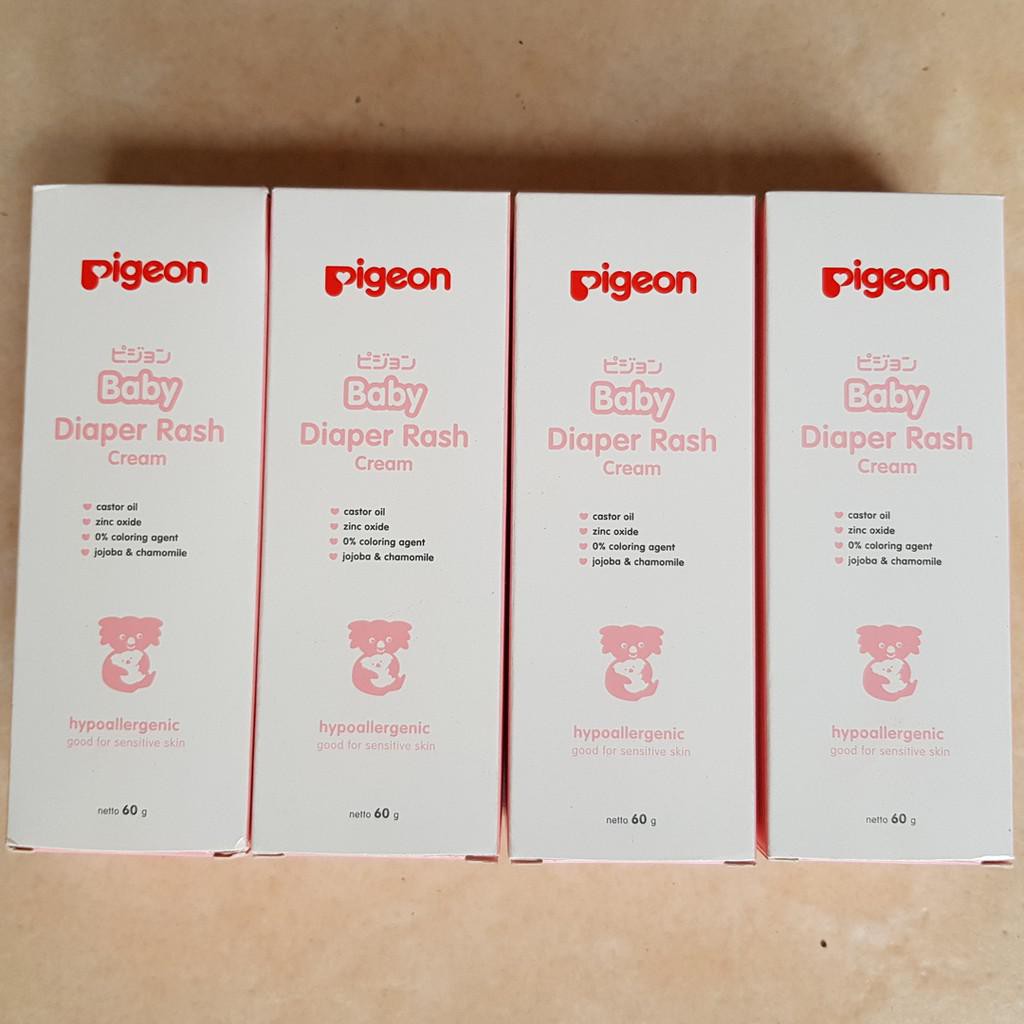 pigeon
ピジョン
Baby
Diaper Rash
Cream
castor oil
zinc oxide
0% coloring agent
jojoba & chamomile
hypoallergenic
good for sensitive skin
netto 60 g
pigeon
ピジョン
Baby
Diaper Rash
Cream
castor oil
zinc oxide
0% coloring agent
jojoba & chamomile
hypoallergenic
good for sensitive skin
netto 60 g
pigeon
ピジョン
Baby
Diaper Rash
Cream
castor oil
zinc oxide
0% coloring agent
jojoba & chamomile
hypoallergenic
good for sensitive skin
netto 60 g
pigeon
ピジョン
Baby
Diaper Rash
Cream
castor oil
zinc oxide
0% coloring agent
jojoba & chamomile
hypoallergenic
good for sensitive skin
netto 60 g